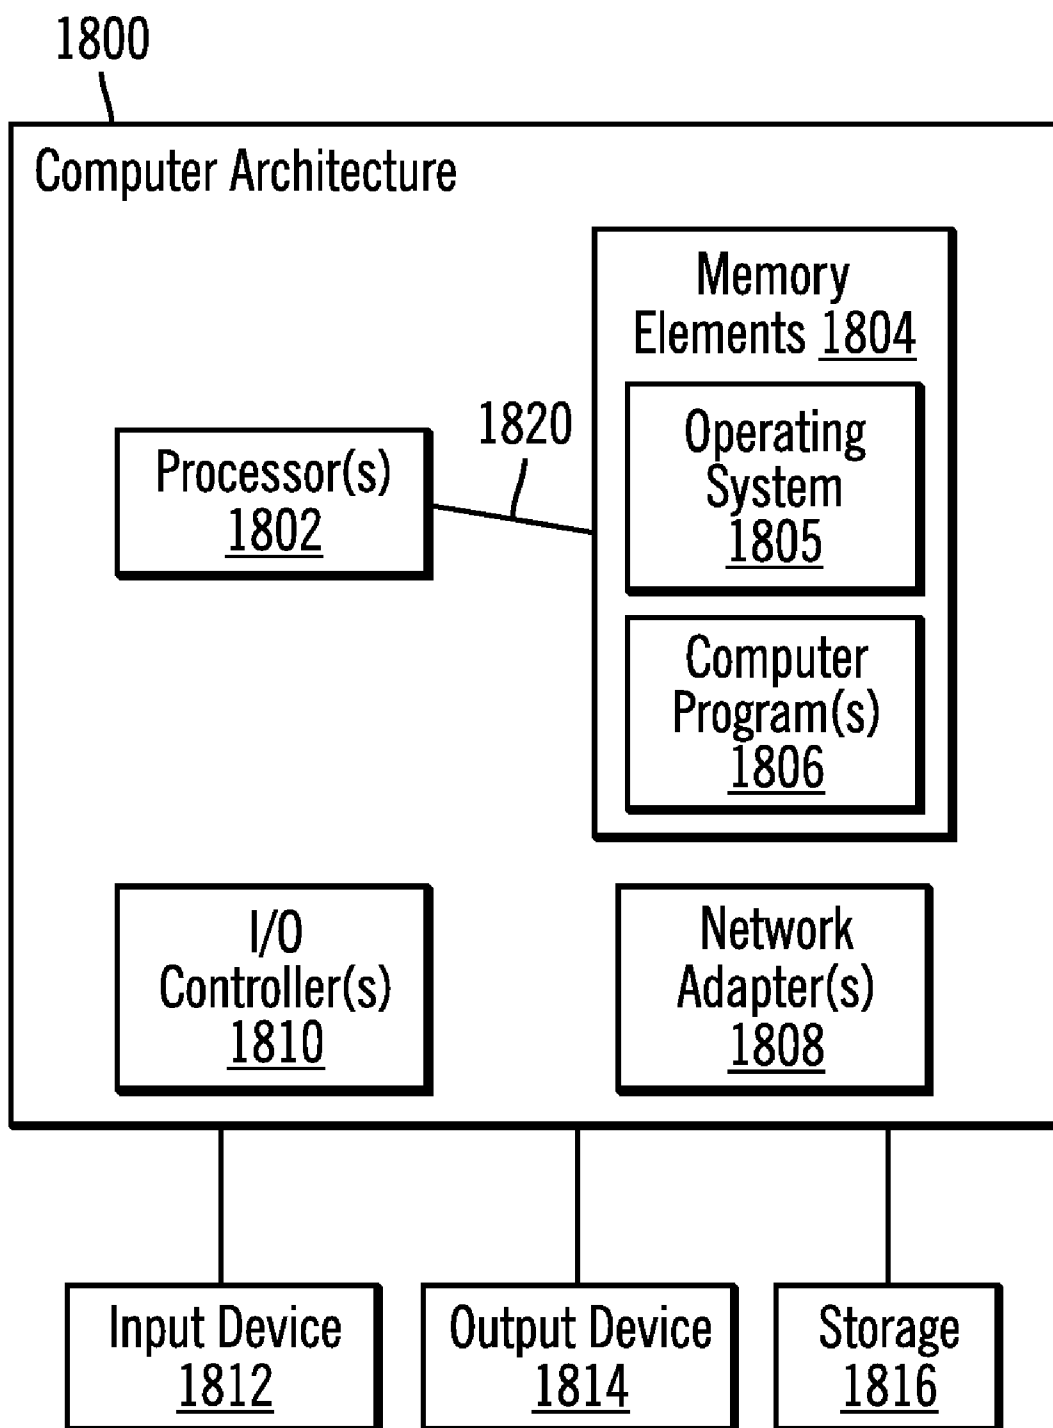 1800
Computer Architecture
Memory
Elements 1804
1820
Operating
System
1805
Processor(s)
1802
Computer
Program(s)
1806
I/O
Controller(s)
1810
Network
Adapter(s)
1808
Input Device
1812
Output Device
1814
Storage
1816